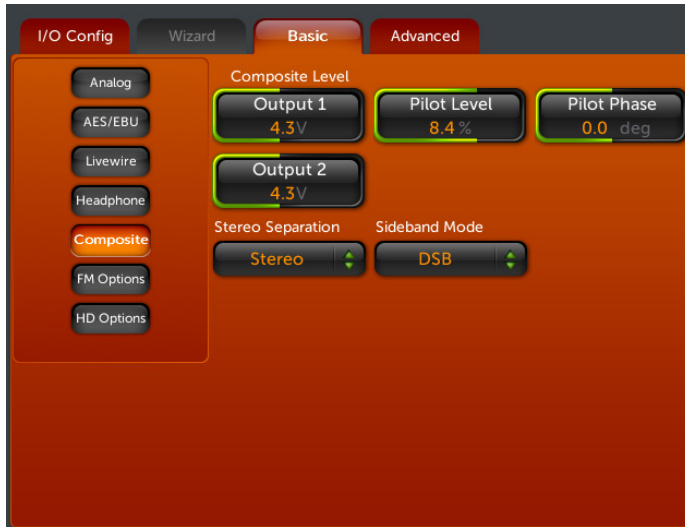 I/O Config Wizard Basic Advanced
Analog
AES/EBU
Livewire
Headphone
Composite
FM Options
HD Options
Composite Level
Output 1
4.3V
Pilot Level
8.4%
Pilot Phase
0.0 deg
Output 2
4.3V
Stereo Separation
Stereo
Sideband Mode
DSB